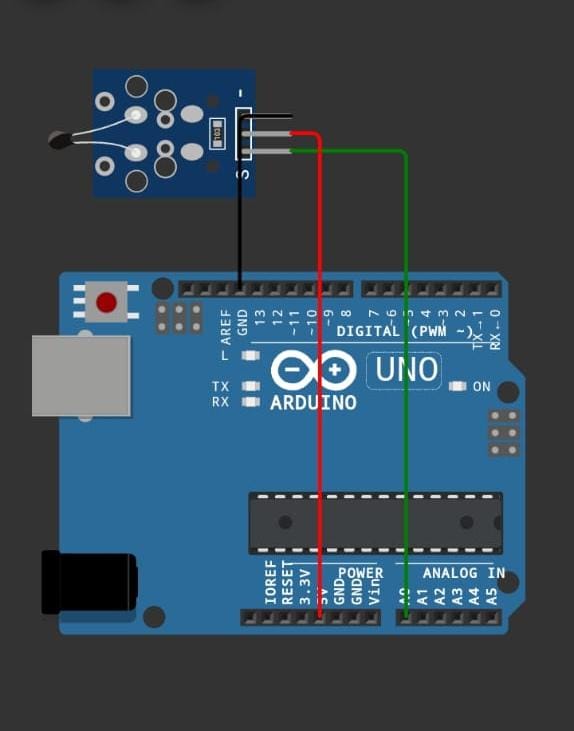 -
103
S
AREF
GND
13
12
~11
~10
~9
8
7
~6
~5
4
~3
2
TX→1
RX←0
DIGITAL (PWM ~)
L
TX
RX
UNO
ON
ARDUINO
IOREF
RESET
3.3V
5V
GND
GND
Vin
POWER
ANALOG IN
A0
A1
A2
A3
A4
A5